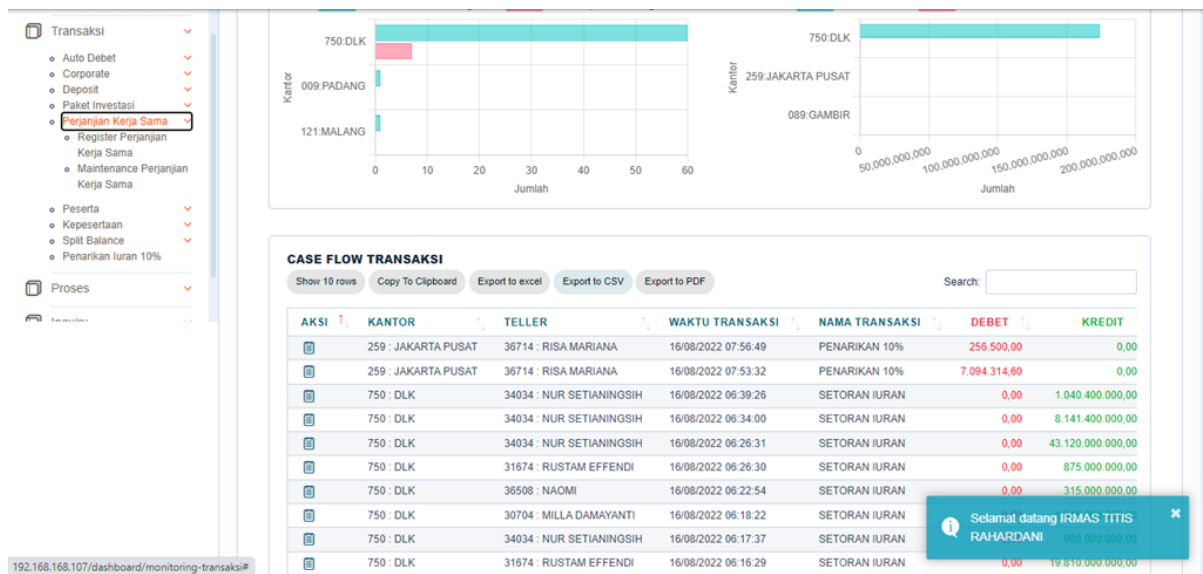 Transaksi
Auto Debet
Corporate
Deposit
Paket Investasi
Perjanjian Kerja Sama
Register Perjanjian
Kerja Sama
Maintenance Perjanjian
Kerja Sama
Peserta
Kepesertaan
Split Balance
Penarikan Iuran 10%
Proses
Kantor
750:DLK
009:PADANG
121:MALANG
0 10 20 30 40 50 60
Jumlah
Kantor
750:DLK
259:JAKARTA PUSAT
089:GAMBIR
0 50,000,000,000 100,000,000,000 150,000,000,000 200,000,000,000
Jumlah
CASE FLOW TRANSAKSI
Show 10 rows Copy To Clipboard Export to excel Export to CSV Export to PDF Search:
AKSI KANTOR TELLER WAKTU TRANSAKSI NAMA TRANSAKSI DEBET KREDIT
259 : JAKARTA PUSAT 36714 : RISA MARIANA 16/08/2022 07:56:49 PENARIKAN 10% 256.500,00 0,00
259 : JAKARTA PUSAT 36714 : RISA MARIANA 16/08/2022 07:53:32 PENARIKAN 10% 7.094.314,60 0,00
750 : DLK 34034 : NUR SETIANINGSIH 16/08/2022 06:39:26 SETORAN IURAN 0,00 1.040.400.000,00
750 : DLK 34034 : NUR SETIANINGSIH 16/08/2022 06:34:00 SETORAN IURAN 0,00 8.141.400.000,00
750 : DLK 34034 : NUR SETIANINGSIH 16/08/2022 06:26:31 SETORAN IURAN 0,00 43.120.000.000,00
750 : DLK 31674 : RUSTAM EFFENDI 16/08/2022 06:26:30 SETORAN IURAN 0,00 875.000.000,00
750 : DLK 36508 : NAOMI 16/08/2022 06:22:54 SETORAN IURAN 0,00 315.000.000,00
750 : DLK 30704 : MILLA DAMAYANTI 16/08/2022 06:18:22 SETORAN IURAN
750 : DLK 34034 : NUR SETIANINGSIH 16/08/2022 06:17:37 SETORAN IURAN
750 : DLK 31674 : RUSTAM EFFENDI 16/08/2022 06:16:29 SETORAN IURAN 0,00 19.810.000.000,00
Selamat datang IRMAS TITIS
RAHARDANI
192.168.168.107/dashboard/monitoring-transaksi#